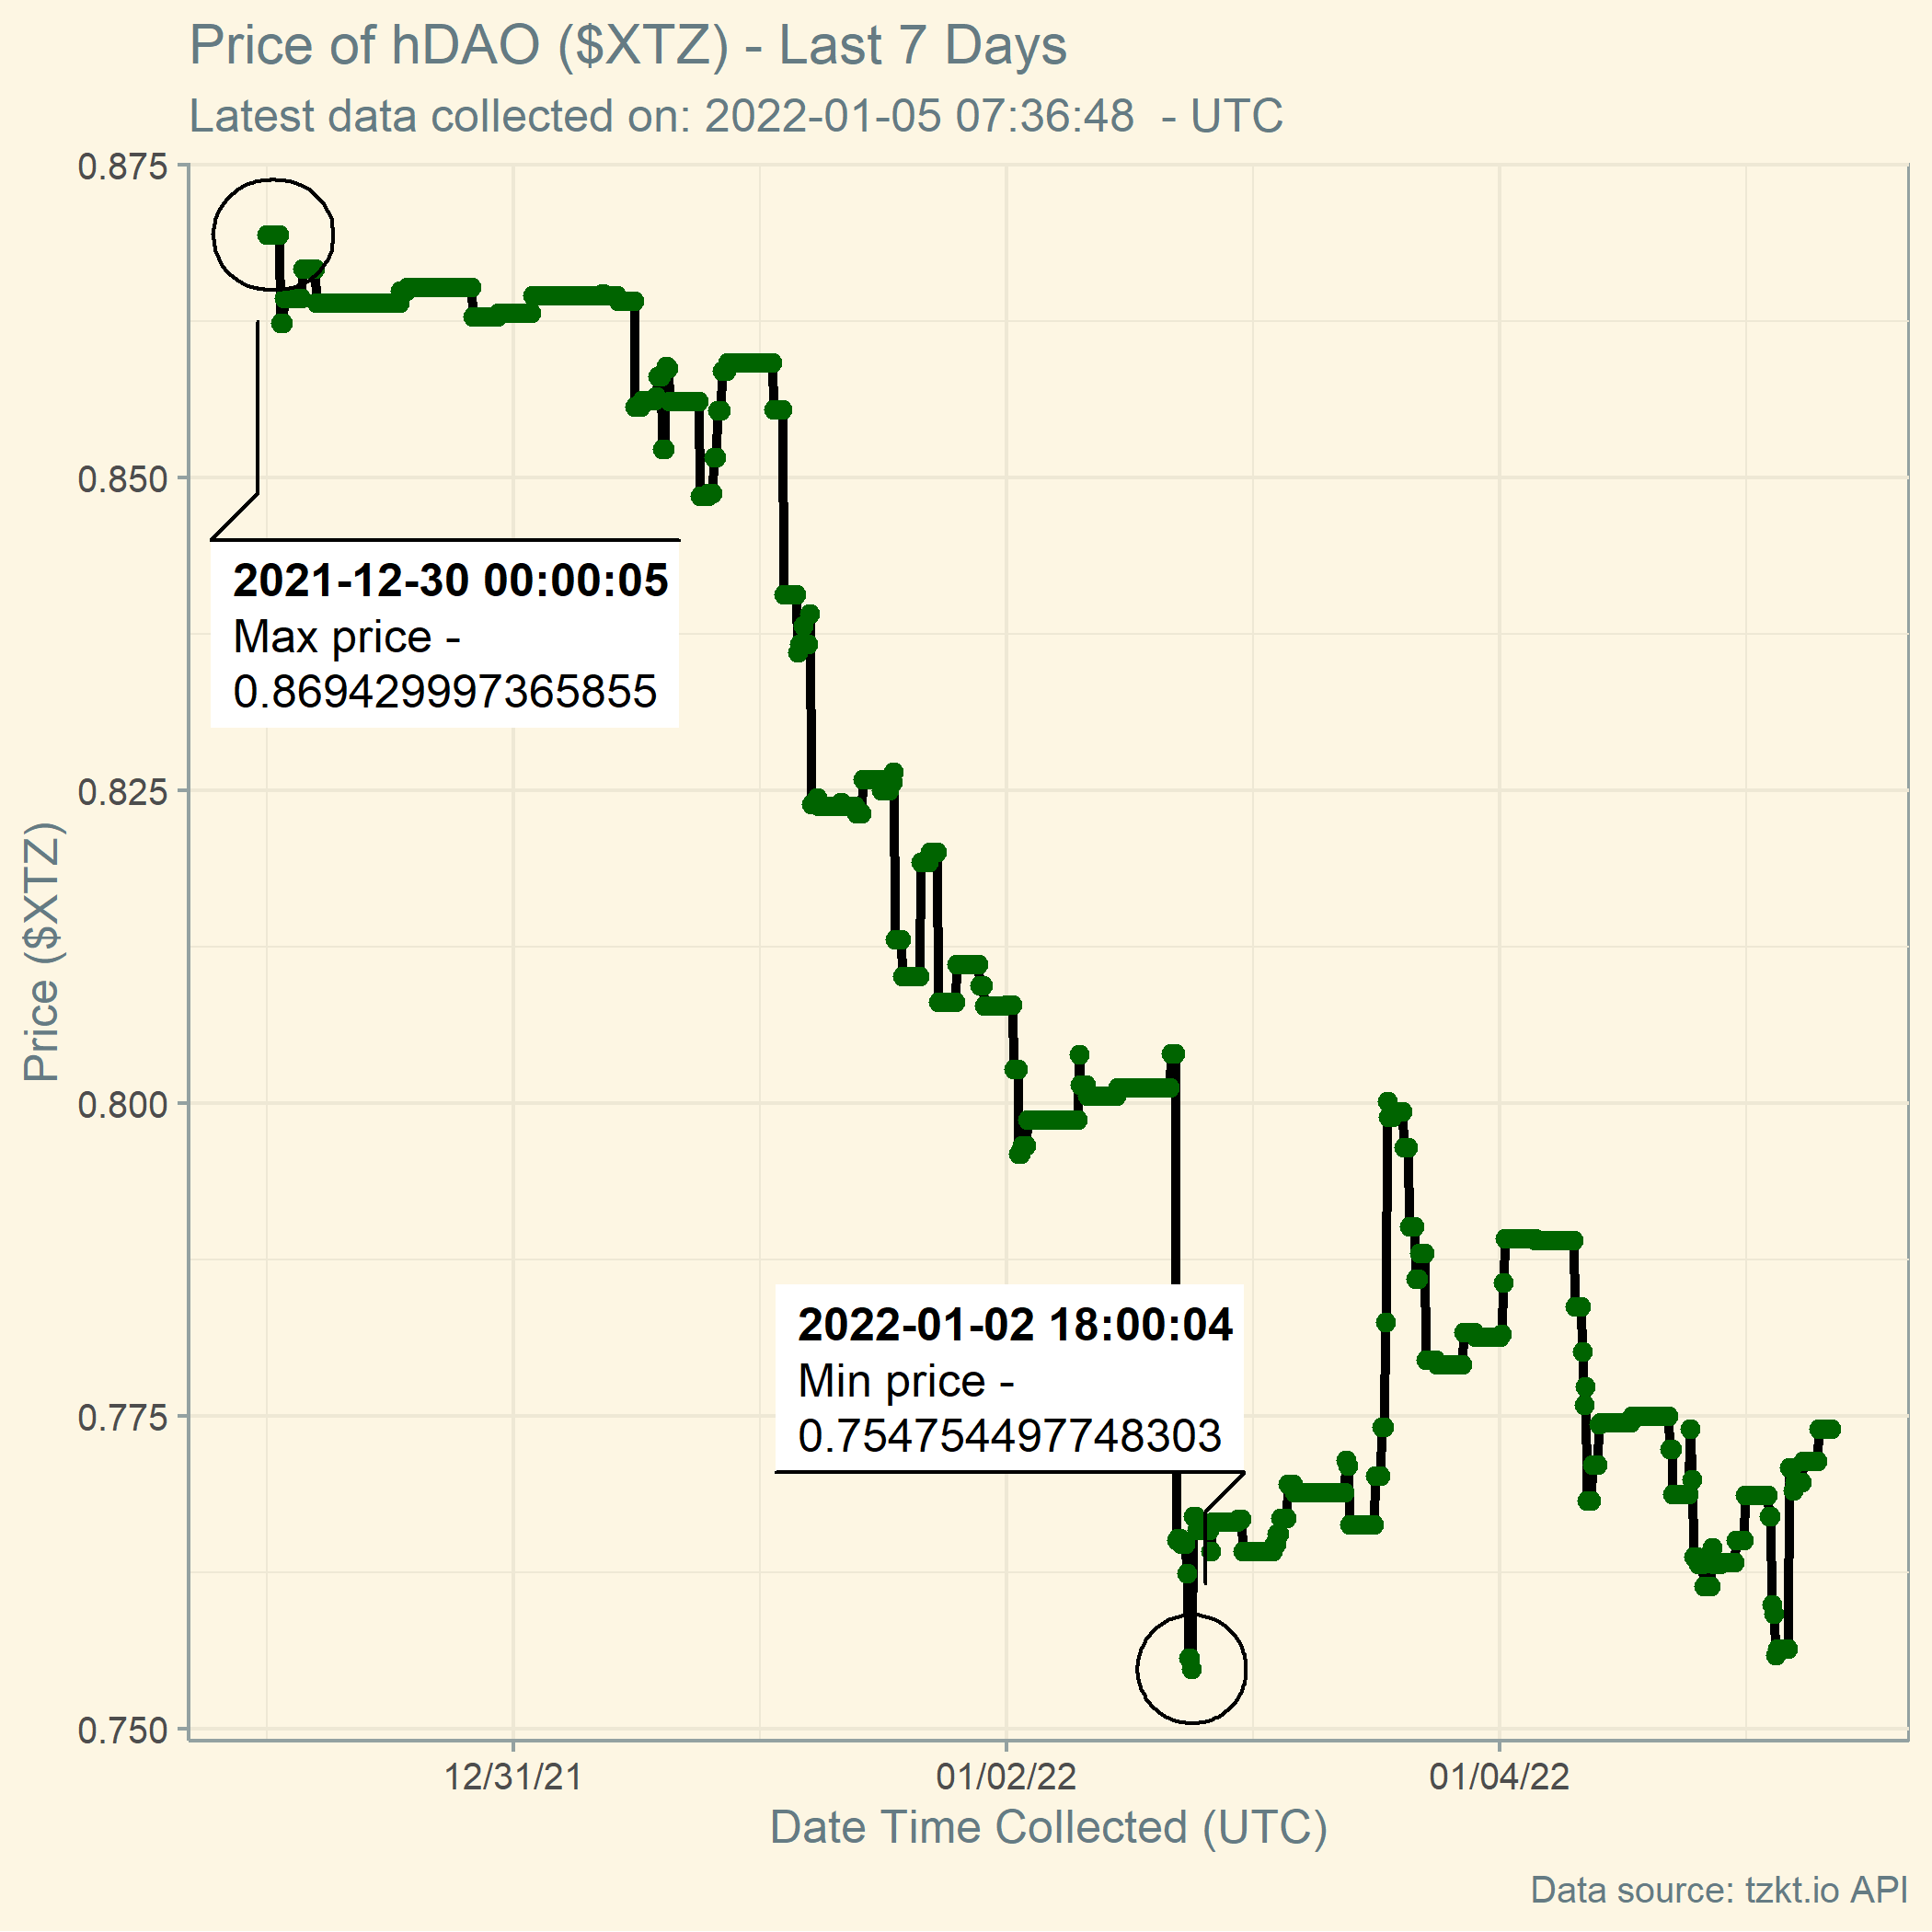 Price of hDAO ($XTZ) - Last 7 Days
Latest data collected on: 2022-01-05 07:36:48  - UTC
0.875
0.850
0.825
0.800
0.775
0.750
Price ($XTZ)
2021-12-30 00:00:05
Max price -
0.869429997365855
2022-01-02 18:00:04
Min price -
0.754754497748303
12/31/21
01/02/22
01/04/22
Date Time Collected (UTC)
Data source: tzkt.io API